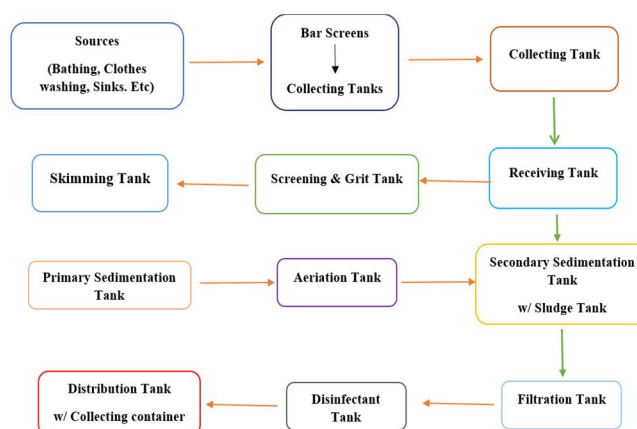 Sources
(Bathing, Clothes
washing, Sinks. Etc)
Bar Screens
Collecting Tanks
Collecting Tank
Skimming Tank
Screening & Grit Tank
Receiving Tank
Primary Sedimentation
Tank
Aeriation Tank
Secondary Sedimentation
Tank
w/ Sludge Tank
Distribution Tank
w/ Collecting container
Disinfectant
Tank
Filtration Tank